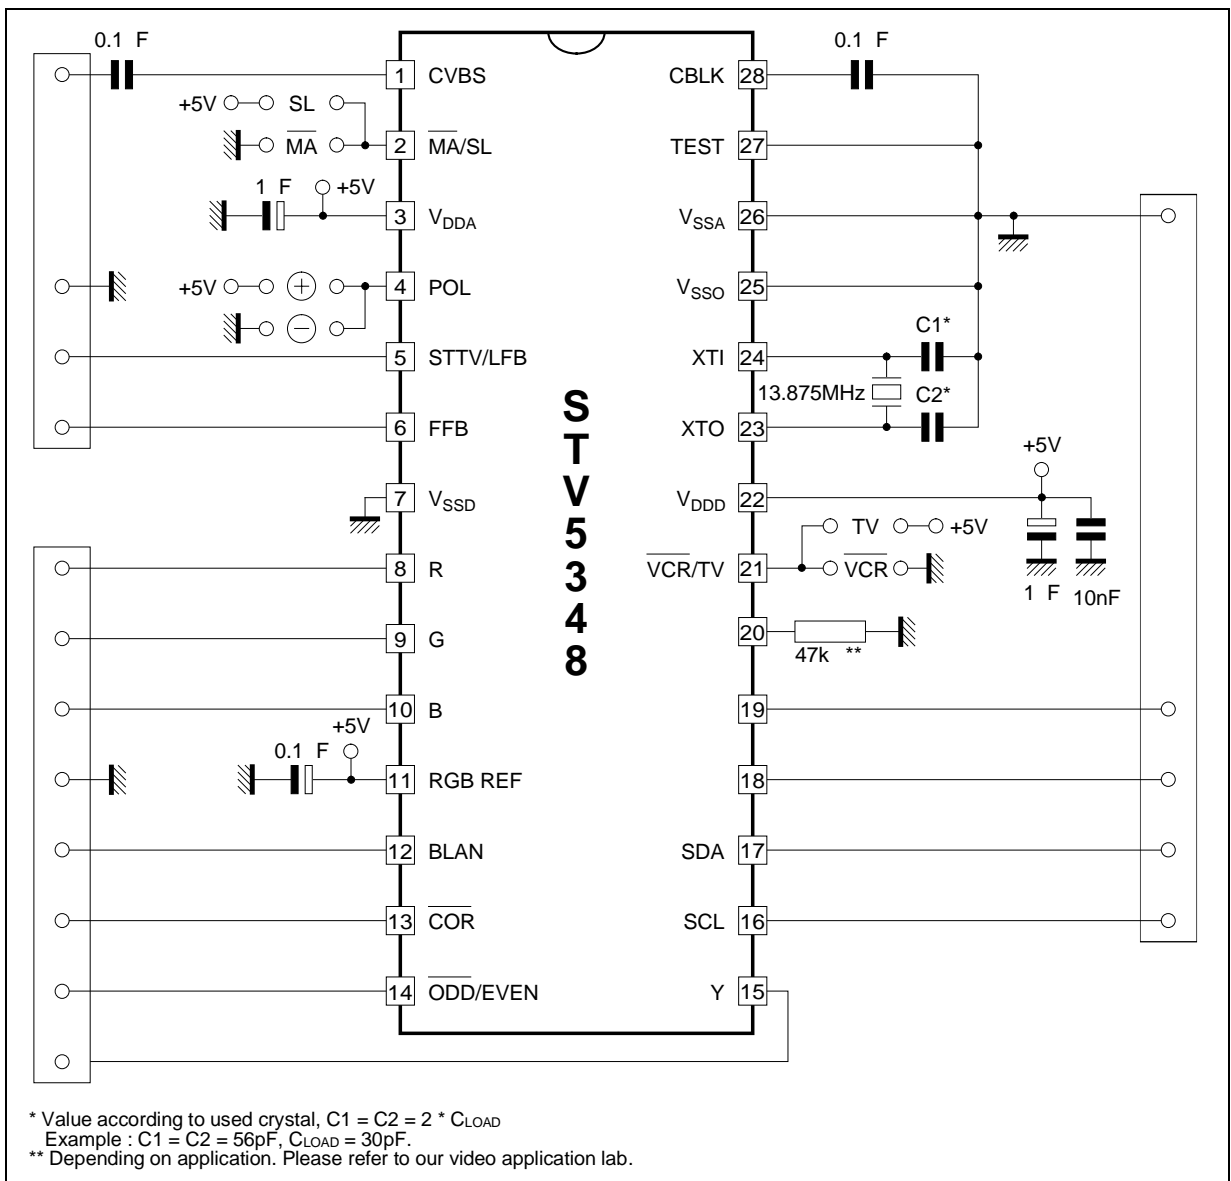 0.1 F
0.1 F
1 CVBS
CBLK 28
+5V SL
MA
2 MA/SL
TEST 27
1 F +5V
3 VDDA
VSSA 26
+5V +
4 POL
VSSO 25
−
C1*
5 STTV/LFB
XTI 24
13.875MHz
C2*
6 FFB
XTO 23
STV5348
+5V
7 VSSD
VDDD 22
TV +5V
8 R
VCR/TV 21
VCR
1 F 10nF
9 G
20
47k **
10 B
19
+5V
0.1 F
11 RGB REF
18
12 BLAN
SDA 17
13 COR
SCL 16
14 ODD/EVEN
Y 15
* Value according to used crystal, C1 = C2 = 2 * CLOAD
Example : C1 = C2 = 56pF, CLOAD = 30pF.
** Depending on application. Please refer to our video application lab.